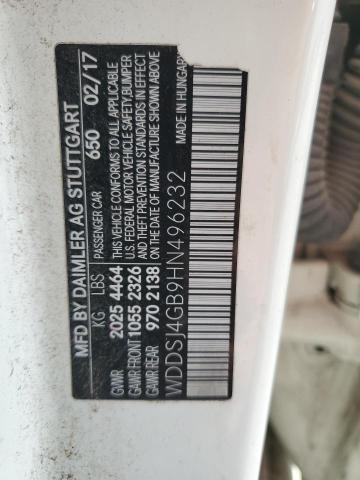 MFD BY DAIMLER AG STUTTGART
PASSENGER CAR 650 02/17
KG LBS
GVWR 2025 4464
GAWR FRONT 1055 2326
GAWR REAR 970 2138
THIS VEHICLE CONFORMS TO ALL APPLICABLE
U.S. FEDERAL MOTOR VEHICLE SAFETY, BUMPER
AND THEFT PREVENTION STANDARDS IN EFFECT
ON THE DATE OF MANUFACTURE SHOWN ABOVE
WDDSJ4GB9HN496232
MADE IN HUNGARY